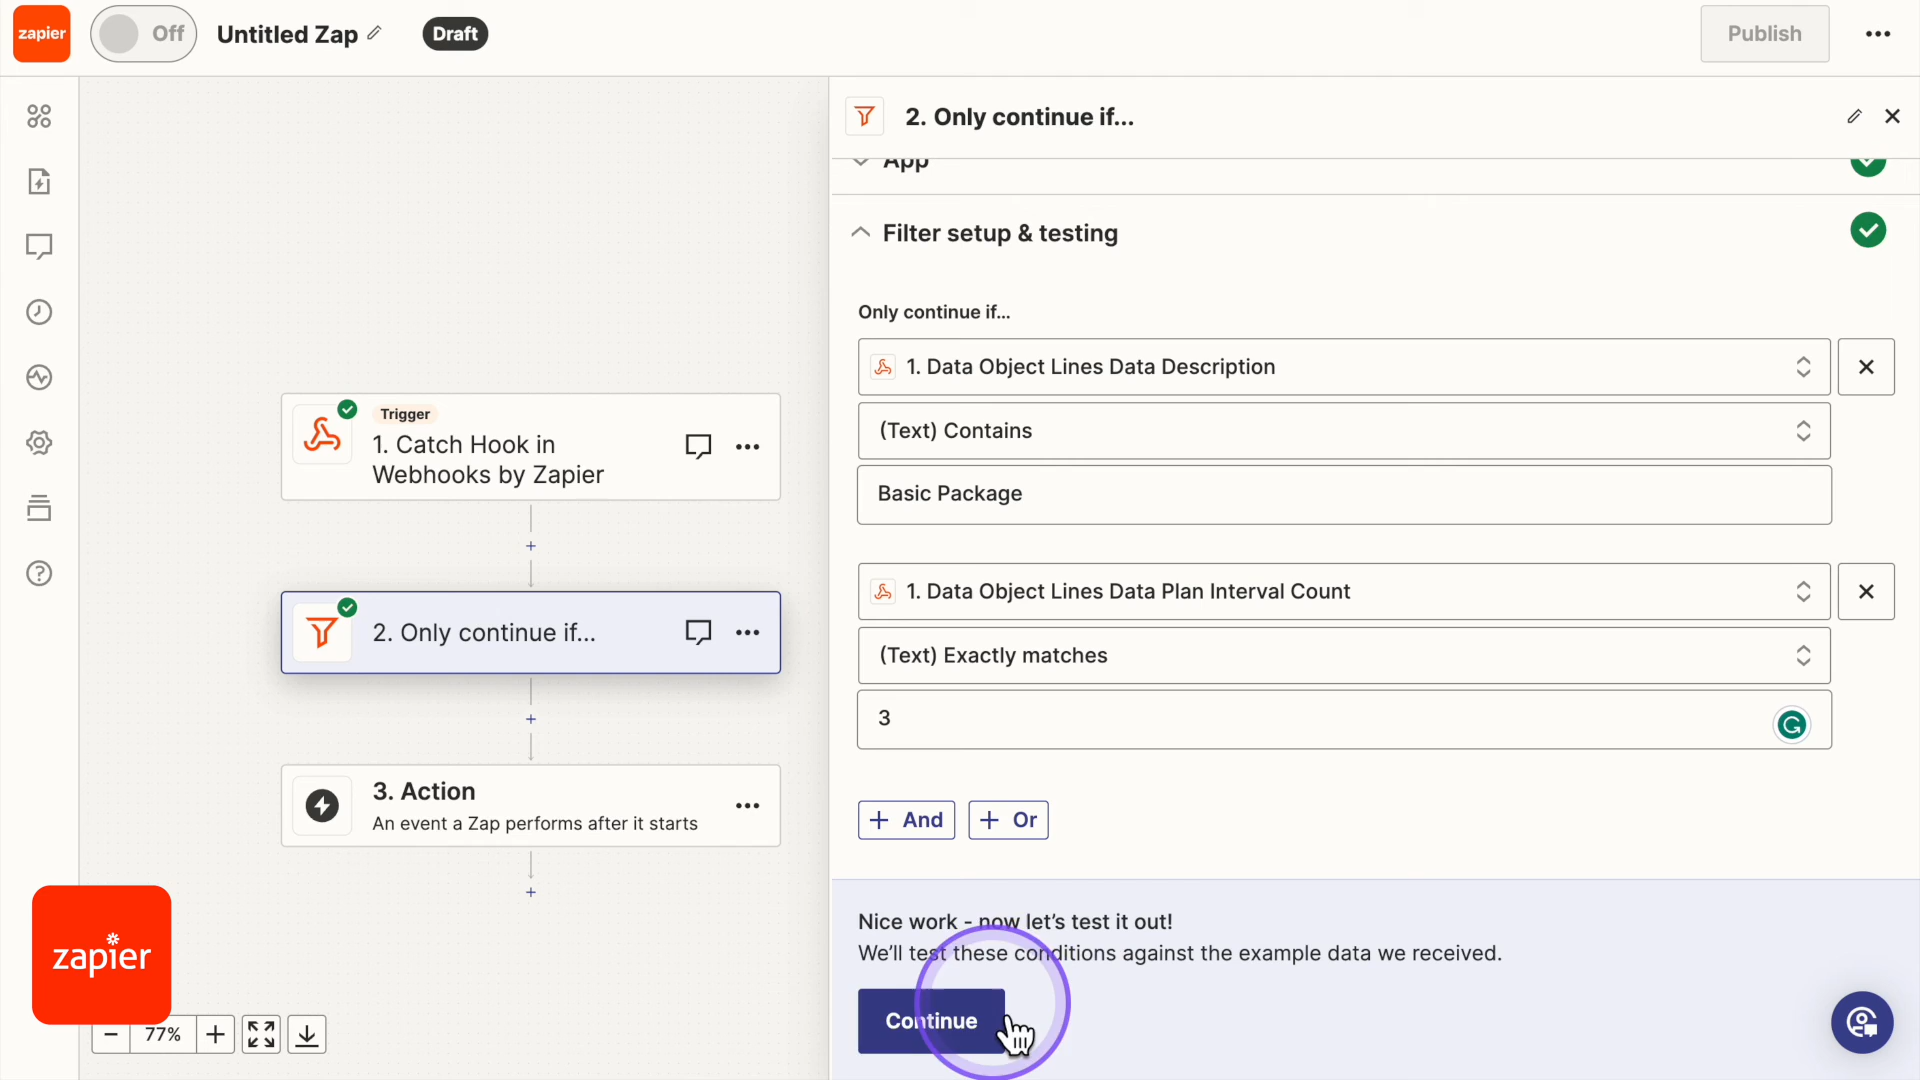 zapier
Off
Untitled Zap
Draft
Publish
2. Only continue if...
App
Filter setup & testing
Only continue if...
1. Data Object Lines Data Description
(Text) Contains
Basic Package
1. Data Object Lines Data Plan Interval Count
(Text) Exactly matches
3
+ And
+ Or
Nice work - now let's test it out!
We'll test these conditions against the example data we received.
Continue
Trigger
1. Catch Hook in
Webhooks by Zapier
2. Only continue if...
3. Action
An event a Zap performs after it starts
zapier
77%